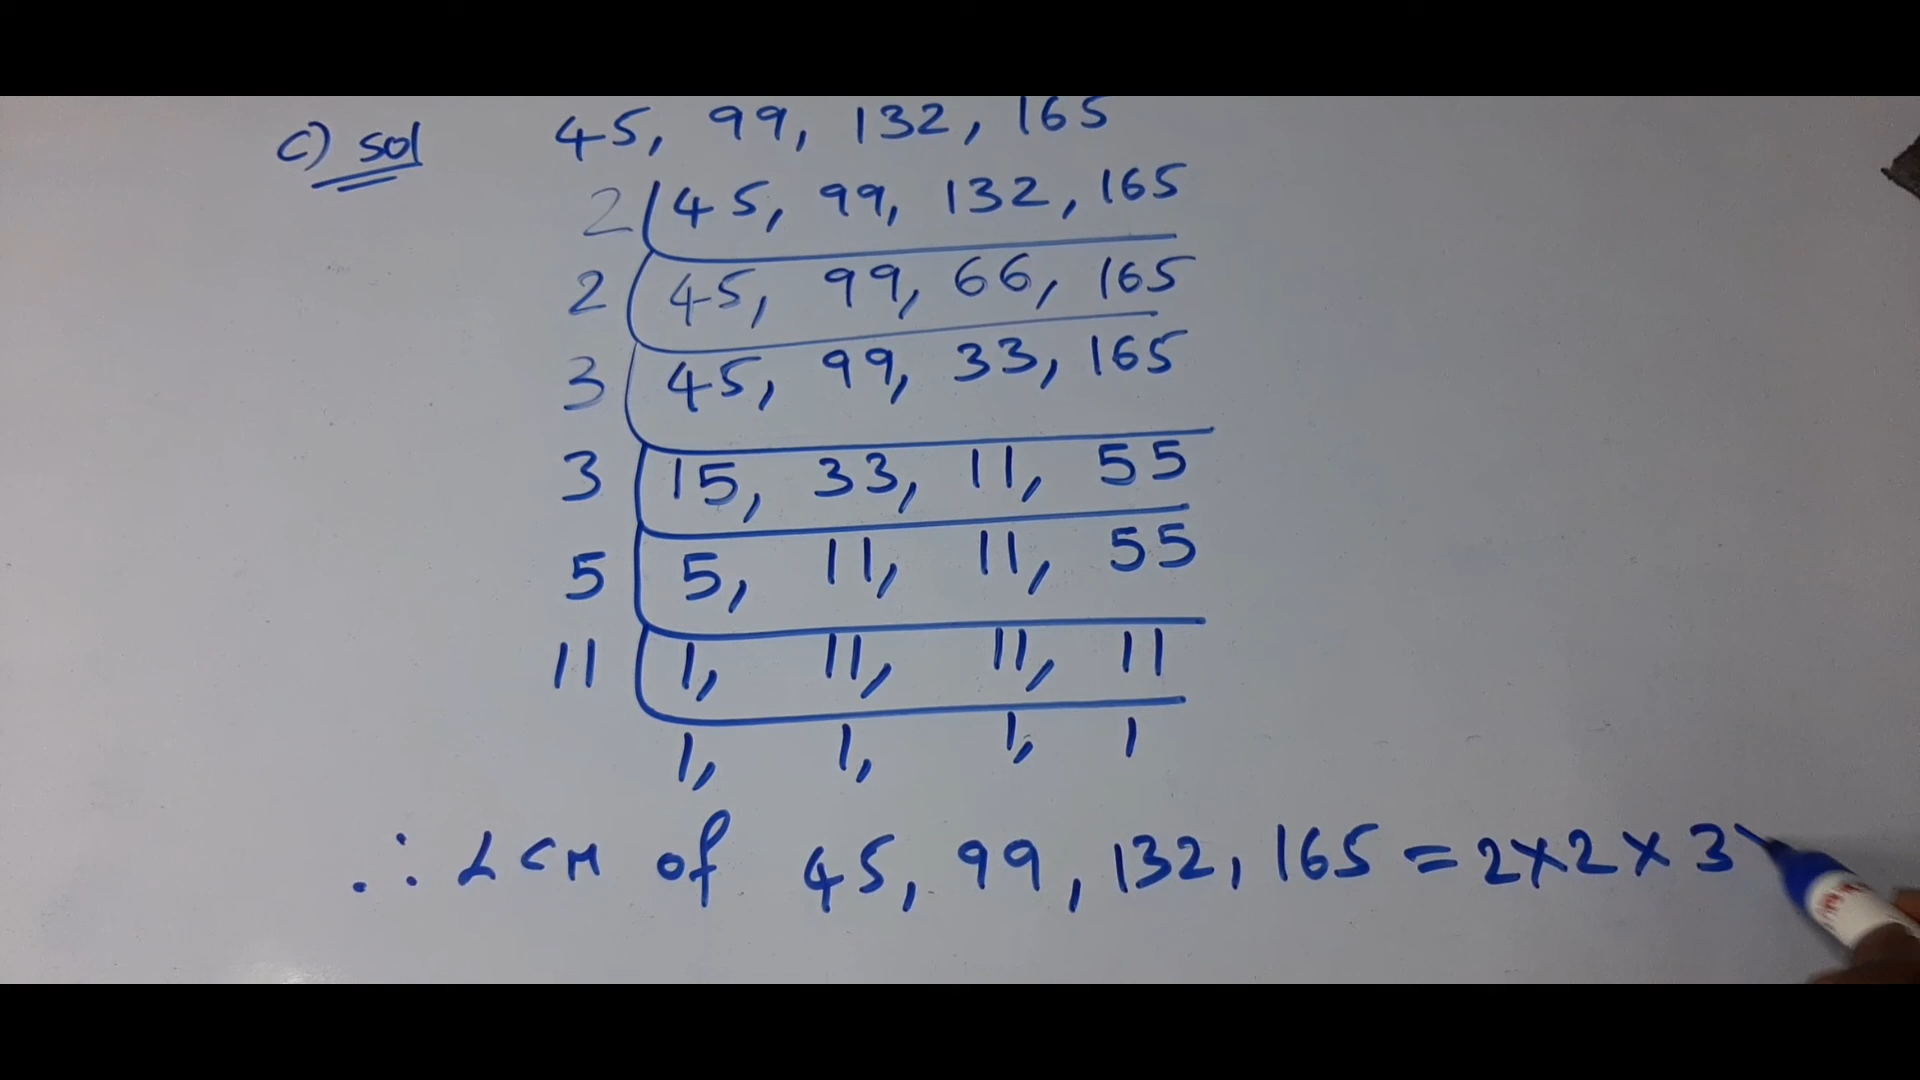 c) sol 45, 99, 132, 165
2 45, 99, 132, 165
2 45, 99, 66, 165
3 45, 99, 33, 165
3 15, 33, 11, 55
5 5, 11, 11, 55
11 1, 11, 11, 11
1, 1, 1, 1
∴ LCM of 45, 99, 132, 165 = 2×2×3